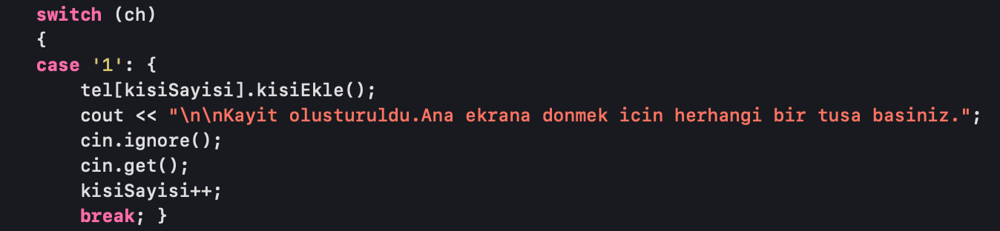 switch (ch)
{
case '1': {
tel[kisiSayisi].kisiEkle();
cout << "\n\nKayit olusturuldu.Ana ekrana donmek icin herhangi bir tusa basiniz.";
cin.ignore();
cin.get();
kisiSayisi++;
break; }